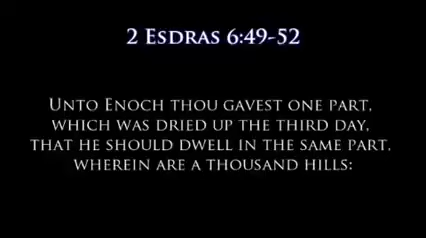 2 Esdras 6:49-52
Unto Enoch thou gavest one part,
which was dried up the third day,
that he should dwell in the same part,
wherein are a thousand hills: